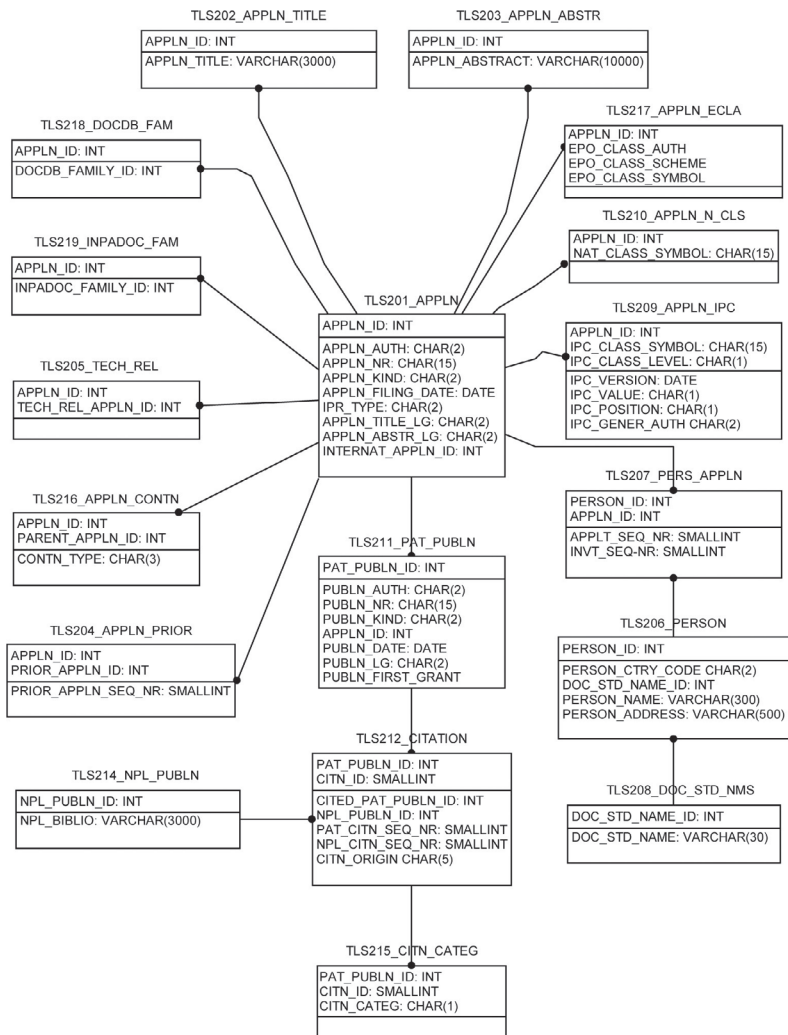 TLS202_APPLN_TITLE
APPLN_ID: INT
APPLN_TITLE: VARCHAR(3000)
TLS203_APPLN_ABSTR
APPLN_ID: INT
APPLN_ABSTRACT: VARCHAR(10000)
TLS218_DOCDB_FAM
APPLN_ID: INT
DOCDB_FAMILY_ID: INT
TLS217_APPLN_ECLA
APPLN_ID: INT
EPO_CLASS_AUTH
EPO_CLASS_SCHEME
EPO_CLASS_SYMBOL
TLS210_APPLN_N_CLS
APPLN_ID: INT
NAT_CLASS_SYMBOL: CHAR(15)
TLS219_INPADOC_FAM
APPLN_ID: INT
INPADOC_FAMILY_ID: INT
TLS201_APPLN
APPLN_ID: INT
APPLN_AUTH: CHAR(2)
APPLN_NR: CHAR(15)
APPLN_KIND: CHAR(2)
APPLN_FILING_DATE: DATE
IPR_TYPE: CHAR(2)
APPLN_TITLE_LG: CHAR(2)
APPLN_ABSTR_LG: CHAR(2)
INTERNAT_APPLN_ID: INT
TLS209_APPLN_IPC
APPLN_ID: INT
IPC_CLASS_SYMBOL: CHAR(15)
IPC_CLASS_LEVEL: CHAR(1)
IPC_VERSION: DATE
IPC_VALUE: CHAR(1)
IPC_POSITION: CHAR(1)
IPC_GENER_AUTH CHAR(2)
TLS205_TECH_REL
APPLN_ID: INT
TECH_REL_APPLN_ID: INT
TLS207_PERS_APPLN
PERSON_ID: INT
APPLN_ID: INT
APPLT_SEQ_NR: SMALLINT
INVT_SEQ-NR: SMALLINT
TLS216_APPLN_CONTN
APPLN_ID: INT
PARENT_APPLN_ID: INT
CONTN_TYPE: CHAR(3)
TLS211_PAT_PUBLN
PAT_PUBLN_ID: INT
PUBLN_AUTH: CHAR(2)
PUBLN_NR: CHAR(15)
PUBLN_KIND: CHAR(2)
APPLN_ID: INT
PUBLN_DATE: DATE
PUBLN_LG: CHAR(2)
PUBLN_FIRST_GRANT
TLS204_APPLN_PRIOR
APPLN_ID: INT
PRIOR_APPLN_ID: INT
PRIOR_APPLN_SEQ_NR: SMALLINT
TLS206_PERSON
PERSON_ID: INT
PERSON_CTRY_CODE CHAR(2)
DOC_STD_NAME_ID: INT
PERSON_NAME: VARCHAR(300)
PERSON_ADDRESS: VARCHAR(500)
TLS212_CITATION
PAT_PUBLN_ID: INT
CITN_ID: SMALLINT
CITED_PAT_PUBLN_ID: INT
NPL_PUBLN_ID: INT
PAT_CITN_SEQ_NR: SMALLINT
NPL_CITN_SEQ_NR: SMALLINT
CITN_ORIGIN CHAR(5)
TLS214_NPL_PUBLN
NPL_PUBLN_ID: INT
NPL_BIBLIO: VARCHAR(3000)
TLS208_DOC_STD_NMS
DOC_STD_NAME_ID: INT
DOC_STD_NAME: VARCHAR(30)
TLS215_CITN_CATEG
PAT_PUBLN_ID: INT
CITN_ID: SMALLINT
CITN_CATEG: CHAR(1)